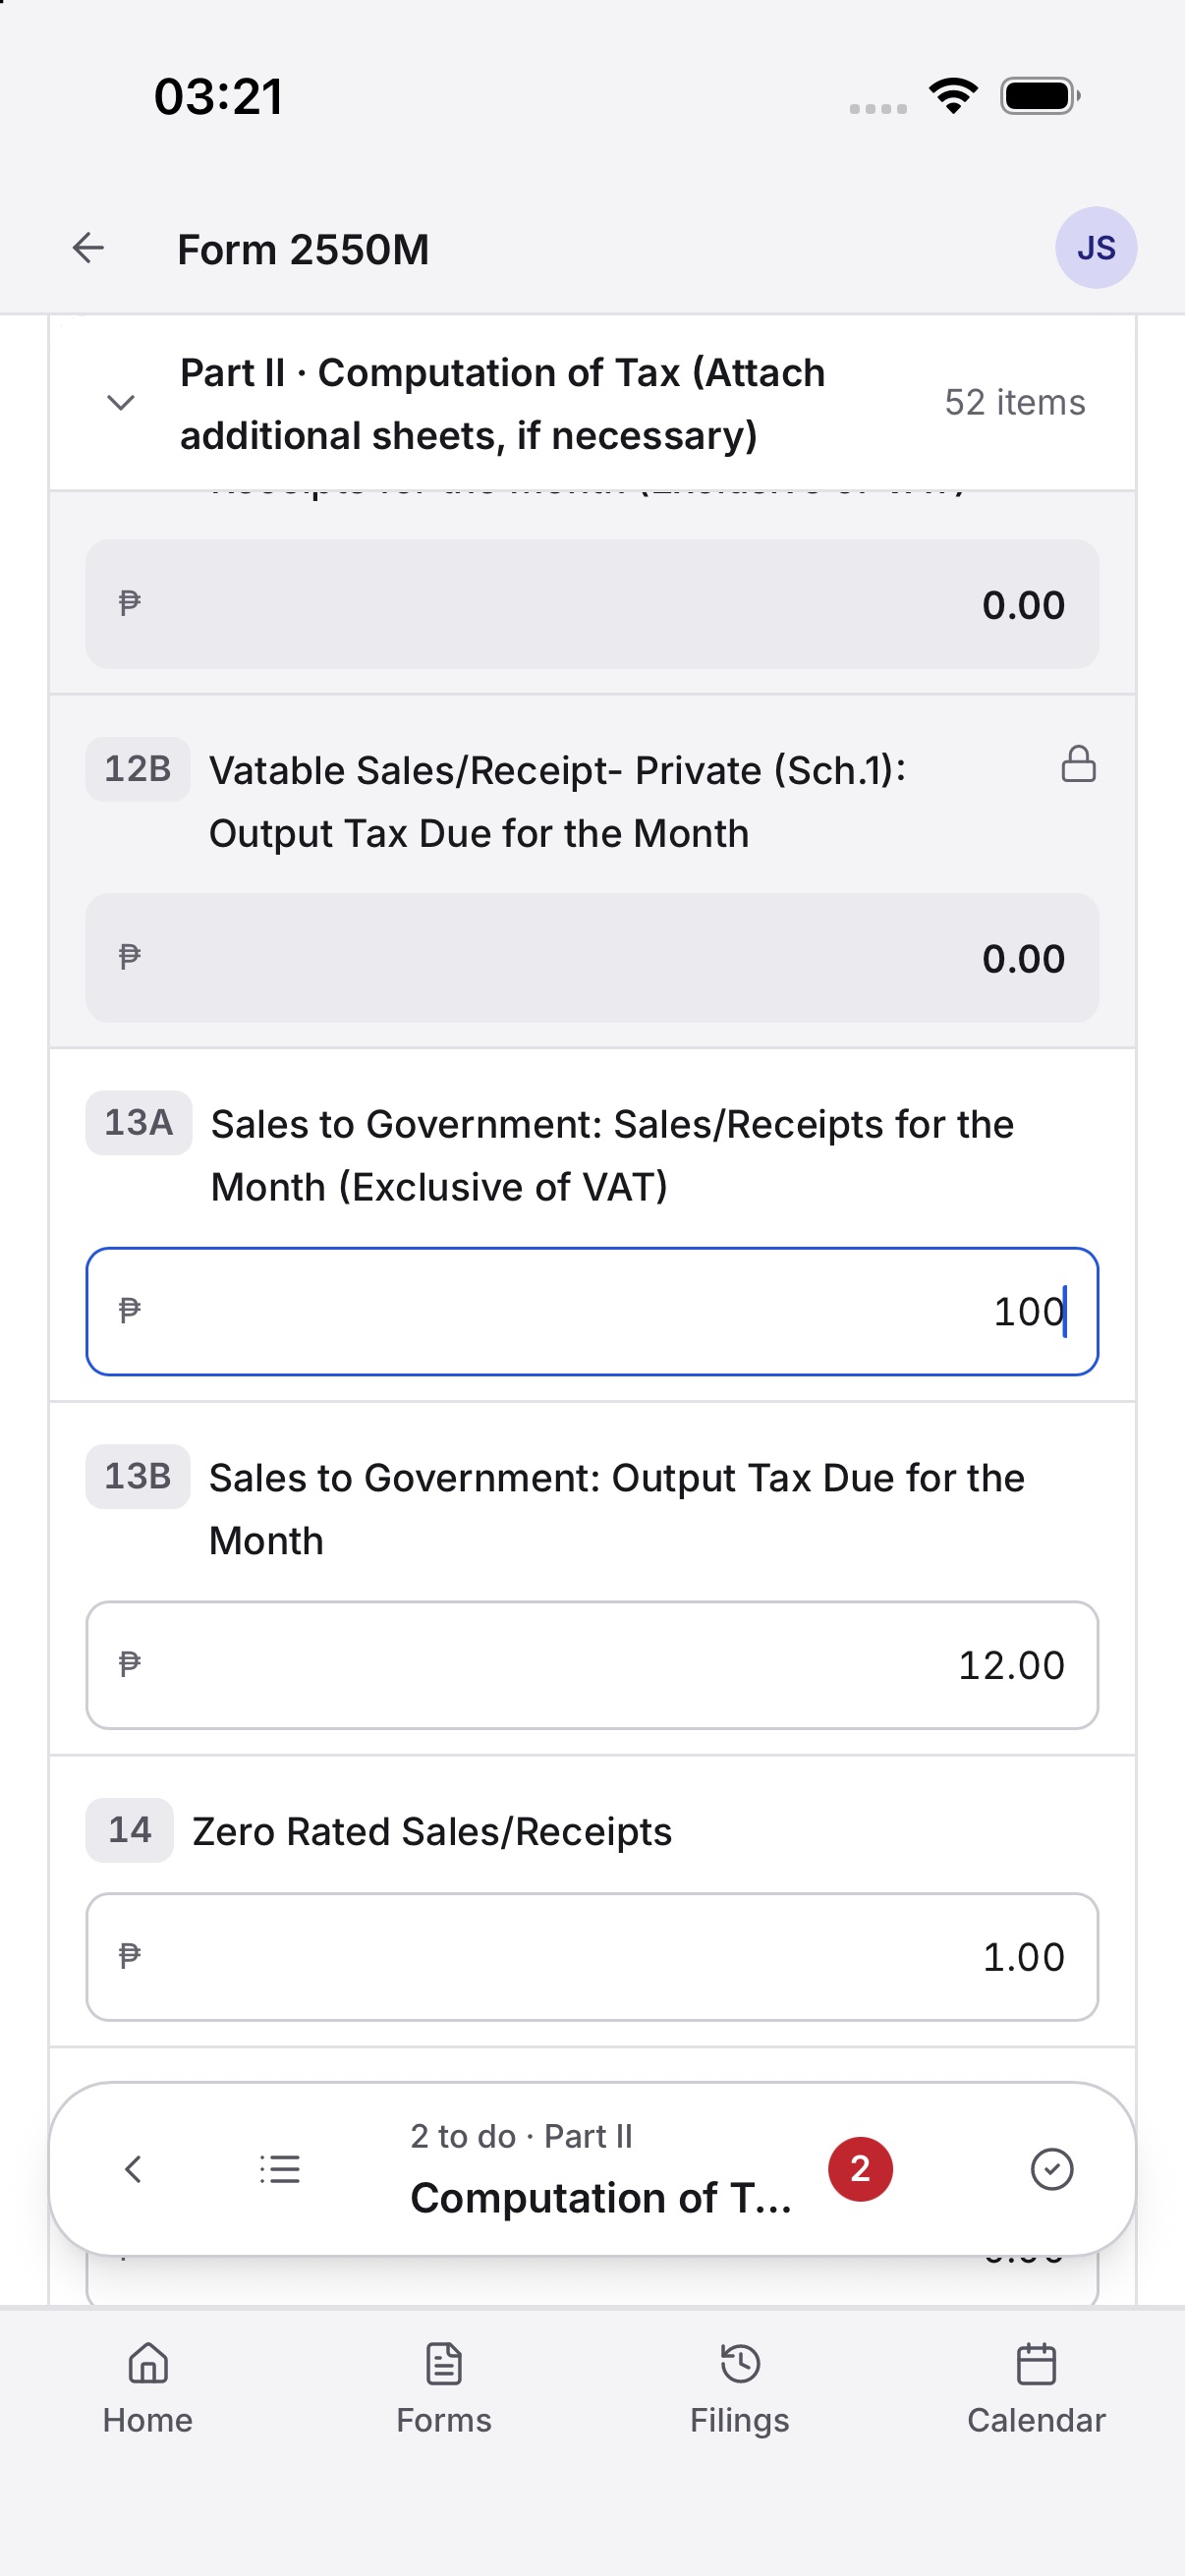 03:21
Form 2550M
JS
Part II · Computation of Tax (Attach
additional sheets, if necessary)
52 items
₱ 0.00
12B Vatable Sales/Receipt- Private (Sch.1):
Output Tax Due for the Month
₱ 0.00
13A Sales to Government: Sales/Receipts for the
Month (Exclusive of VAT)
₱ 100
13B Sales to Government: Output Tax Due for the
Month
₱ 12.00
14 Zero Rated Sales/Receipts
₱ 1.00
2 to do · Part II
Computation of T...
2
Home
Forms
Filings
Calendar